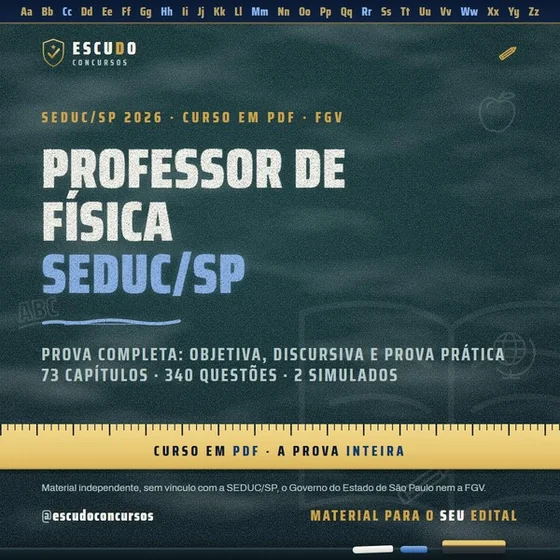 Aa Bb Cc Dd Ee Ff Gg Hh Ii Jj Kk Ll Mm Nn Oo Pp Qq Rr Ss Tt Uu Vv Ww Xx Yy Zz
ESCUDO
CONCURSOS
SEDUC/SP 2026 · CURSO EM PDF · FGV
PROFESSOR DE
FÍSICA
SEDUC/SP
ABC
PROVA COMPLETA: OBJETIVA, DISCURSIVA E PROVA PRÁTICA
73 CAPÍTULOS · 340 QUESTÕES · 2 SIMULADOS
CURSO EM PDF · A PROVA INTEIRA
Material independente, sem vínculo com a SEDUC/SP, o Governo do Estado de São Paulo nem a FGV.
@escudoconcursos
MATERIAL PARA O SEU EDITAL